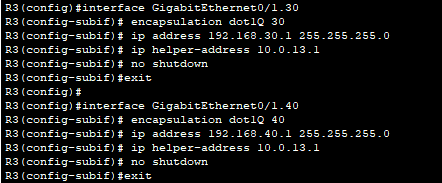 R3(config)#interface GigabitEthernet0/1.30
R3(config-subif)# encapsulation dot1Q 30
R3(config-subif)# ip address 192.168.30.1 255.255.255.0
R3(config-subif)# ip helper-address 10.0.13.1
R3(config-subif)# no shutdown
R3(config-subif)#exit
R3(config)#
R3(config)#interface GigabitEthernet0/1.40
R3(config-subif)# encapsulation dot1Q 40
R3(config-subif)# ip address 192.168.40.1 255.255.255.0
R3(config-subif)# ip helper-address 10.0.13.1
R3(config-subif)# no shutdown
R3(config-subif)#exit